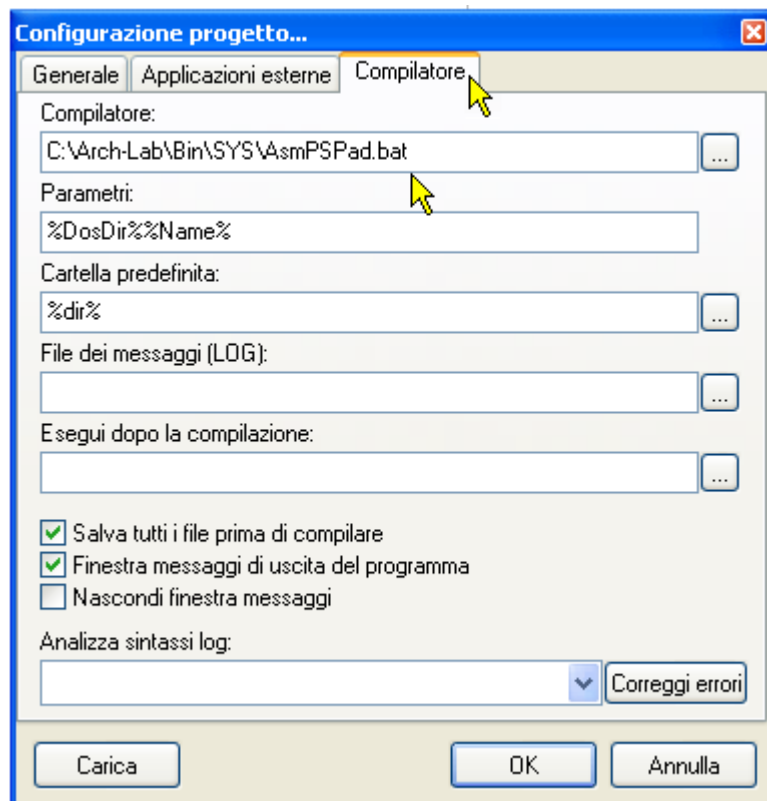 Configurazione progetto...
Generale Applicazioni esterne Compilatore
Compilatore:
C:\Arch-Lab\Bin\SYS\AsmPSPad.bat
...
Parametri:
%DosDir%%Name%
Cartella predefinita:
%dir%
...
File dei messaggi (LOG):
...
Esegui dopo la compilazione:
...
Salva tutti i file prima di compilare
Finestra messaggi di uscita del programma
Nascondi finestra messaggi
Analizza sintassi log:
Correggi errori
Carica OK Annulla